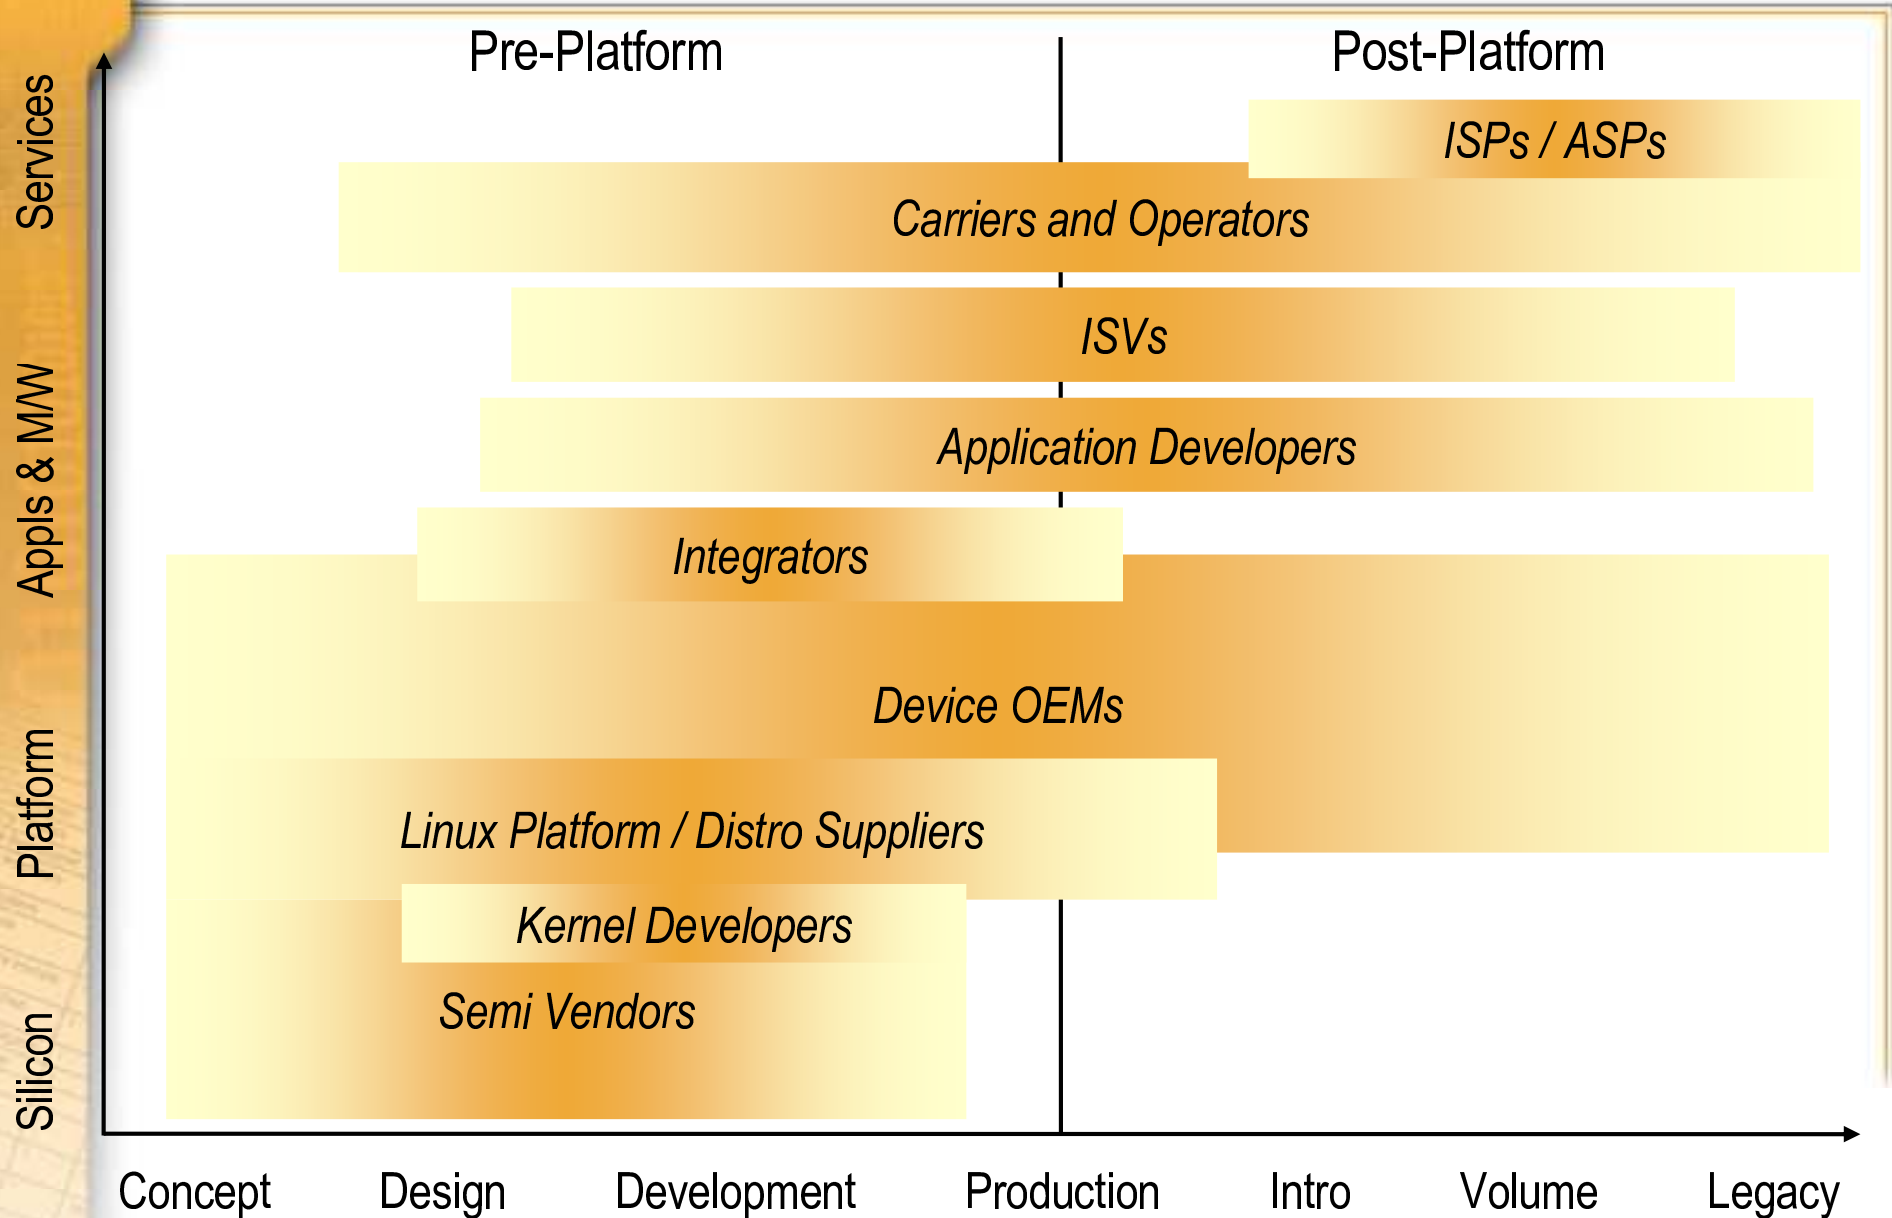 Pre-Platform
Post-Platform
Services
Appls & M/W
Platform
Silicon
ISPs / ASPs
Carriers and Operators
ISVs
Application Developers
Integrators
Device OEMs
Linux Platform / Distro Suppliers
Kernel Developers
Semi Vendors
Concept
Design
Development
Production
Intro
Volume
Legacy